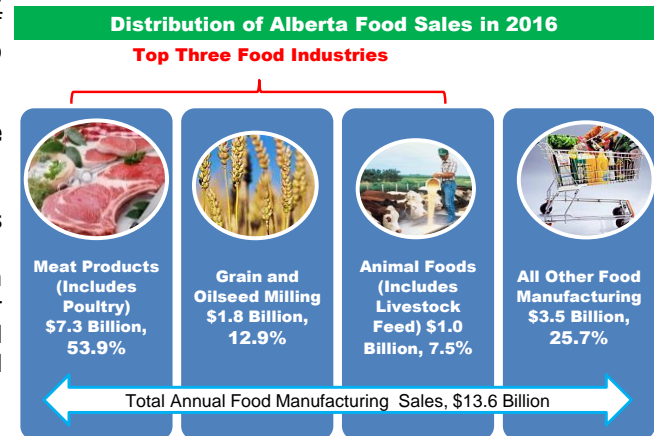 Distribution of Alberta Food Sales in 2016
Top Three Food Industries
Meat Products
(Includes
Poultry)
$7.3 Billion,
53.9%
Grain and
Oilseed Milling
$1.8 Billion,
12.9%
Animal Foods
(Includes
Livestock
Feed) $1.0
Billion, 7.5%
All Other Food
Manufacturing
$3.5 Billion,
25.7%
Total Annual Food Manufacturing Sales, $13.6 Billion